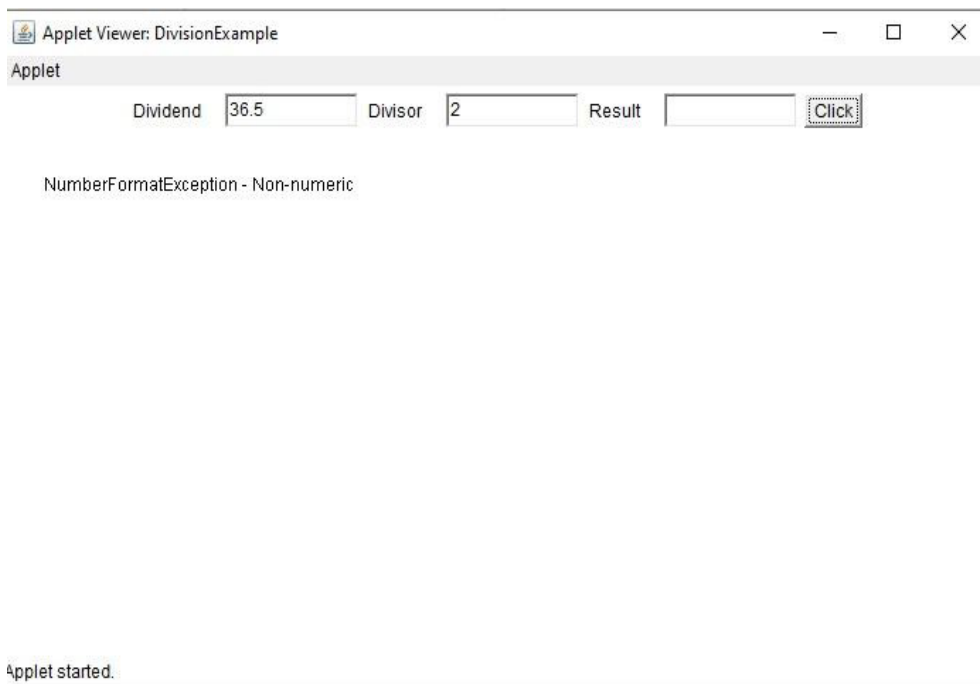 Applet Viewer: DivisionExample
Applet
Dividend 36.5 Divisor 2 Result Click
NumberFormatException - Non-numeric
Applet started.